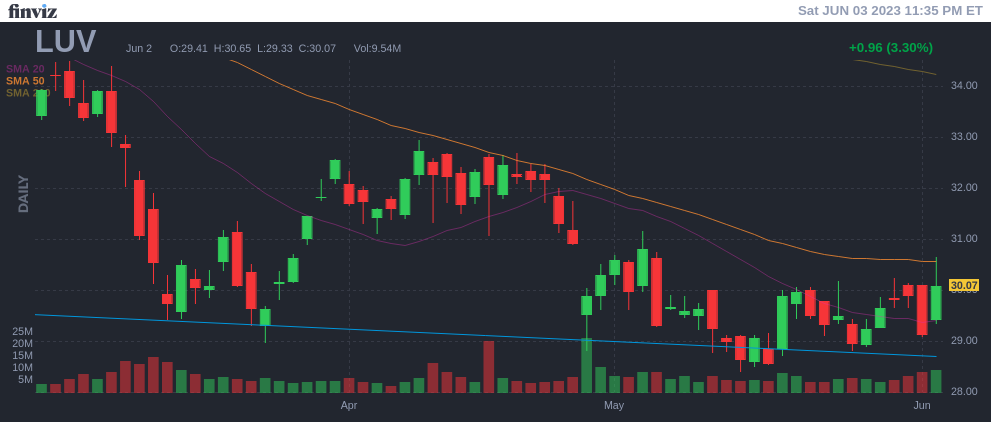 finviz
Sat JUN 03 2023 11:35 PM ET
LUV
Jun 2 O:29.41 H:30.65 L:29.33 C:30.07 Vol:9.54M
+0.96 (3.30%)
SMA 20
SMA 50
SMA 200
DAILY
34.00
33.00
32.00
31.00
30.07
29.00
28.00
25M
20M
15M
10M
5M
Apr
May
Jun